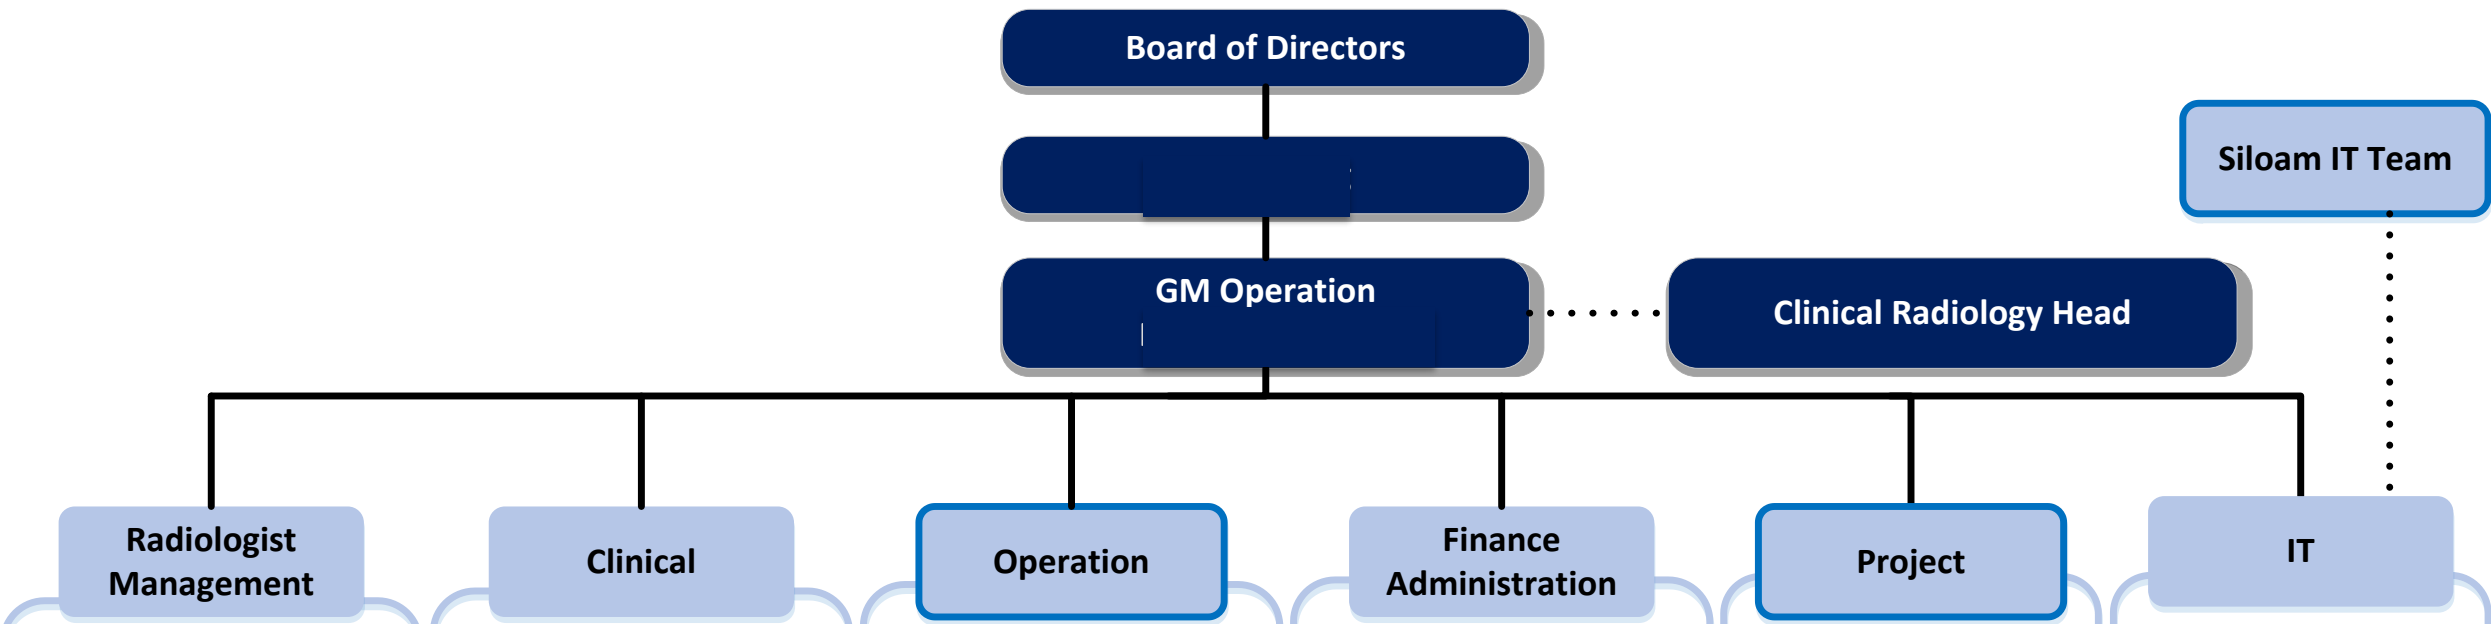 Board of Directors
Siloam IT Team
GM Operation
Clinical Radiology Head
Radiologist
Management
Clinical
Operation
Finance
Administration
Project
IT